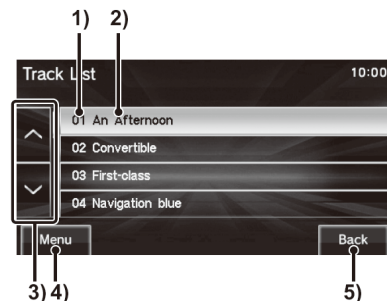 1) 2)
Track List
10:00
01 An Afternoon
02 Convertible
03 First-class
04 Navigation blue
Menu
Back
3) 4) 5)